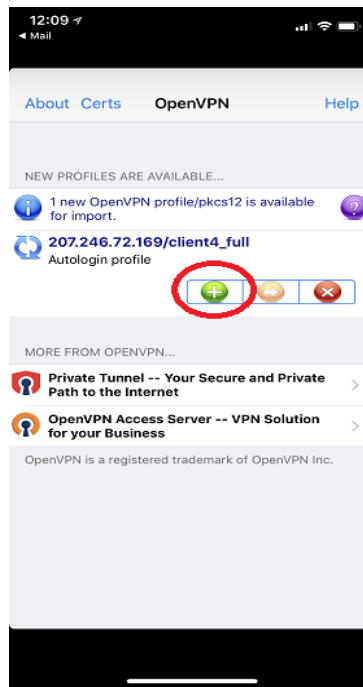 12:09
◀ Mail
About Certs OpenVPN Help
NEW PROFILES ARE AVAILABLE...
1 new OpenVPN profile/pkcs12 is available
for import.
207.246.72.169/client4_full
Autologin profile
MORE FROM OPENVPN...
Private Tunnel -- Your Secure and Private
Path to the Internet
OpenVPN Access Server -- VPN Solution
for your Business
OpenVPN is a registered trademark of OpenVPN Inc.